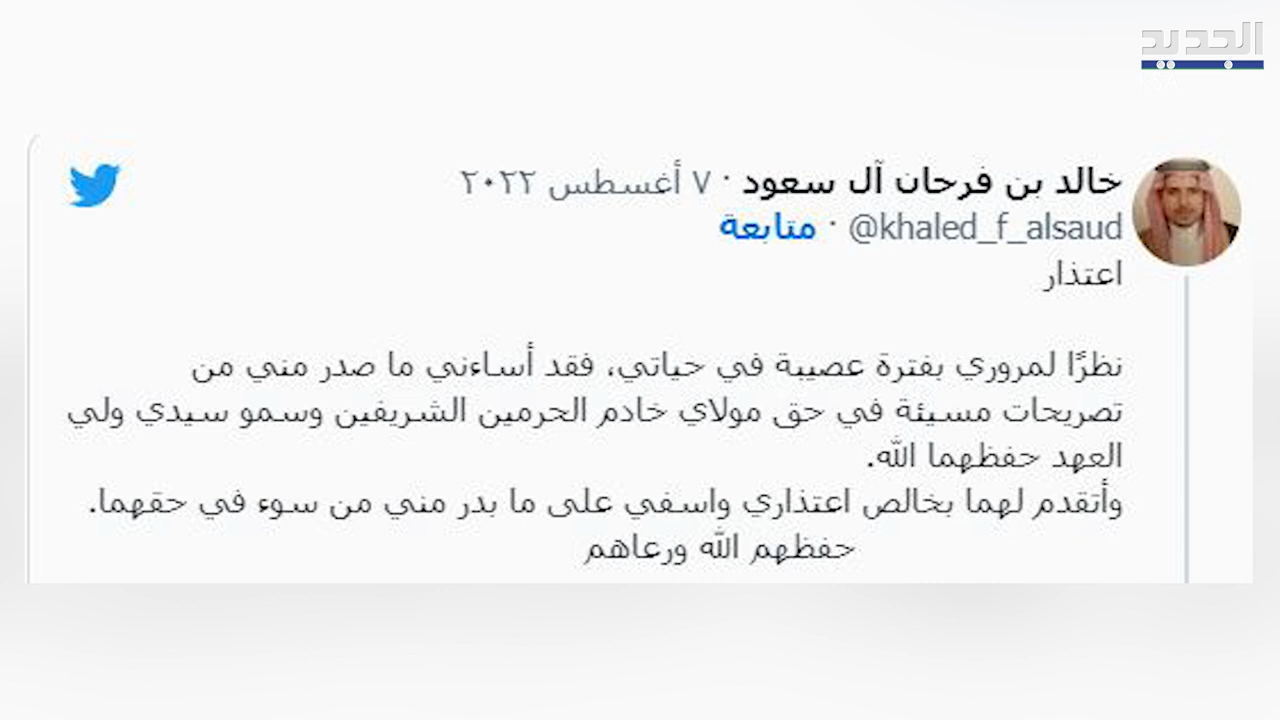 الجديد
خالد بن فرحان آل سعود · ٧ أغسطس ٢٠٢٢
@khaled_f_alsaud · متابعة
اعتذار
نظرًا لمروري بفترة عصيبة في حياتي، فقد أساءني ما صدر مني من
تصريحات مسيئة في حق مولاي خادم الحرمين الشريفين وسمو سيدي ولي
العهد حفظهما الله.
وأتقدم لهما بخالص اعتذاري واسفي على ما بدر مني من سوء في حقهما.
حفظهم الله ورعاهم